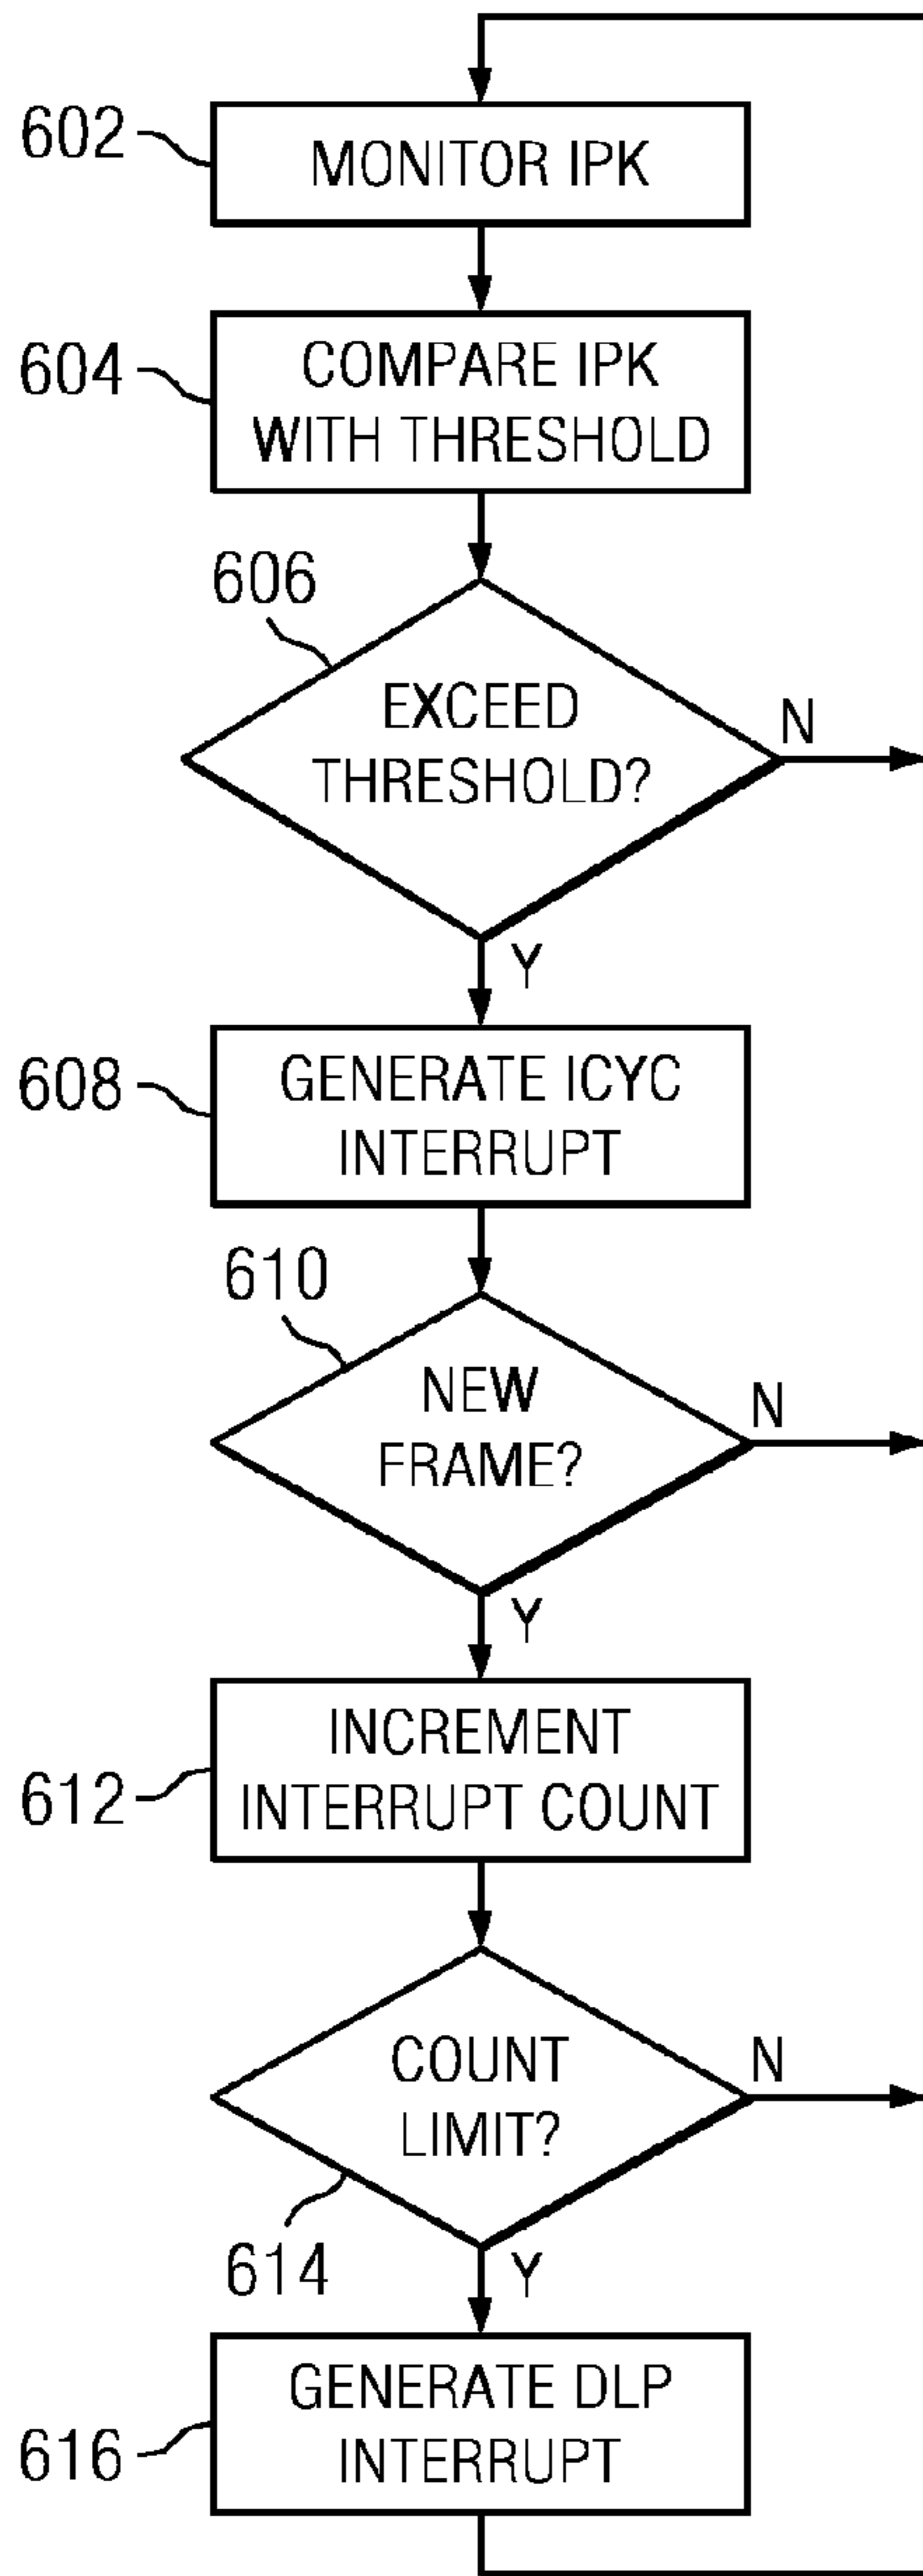 602
MONITOR IPK
604
COMPARE IPK
WITH THRESHOLD
606
EXCEED
THRESHOLD?
N
Y
608
GENERATE ICYC
INTERRUPT
610
NEW
FRAME?
N
Y
612
INCREMENT
INTERRUPT COUNT
COUNT
LIMIT?
N
614
Y
616
GENERATE DLP
INTERRUPT